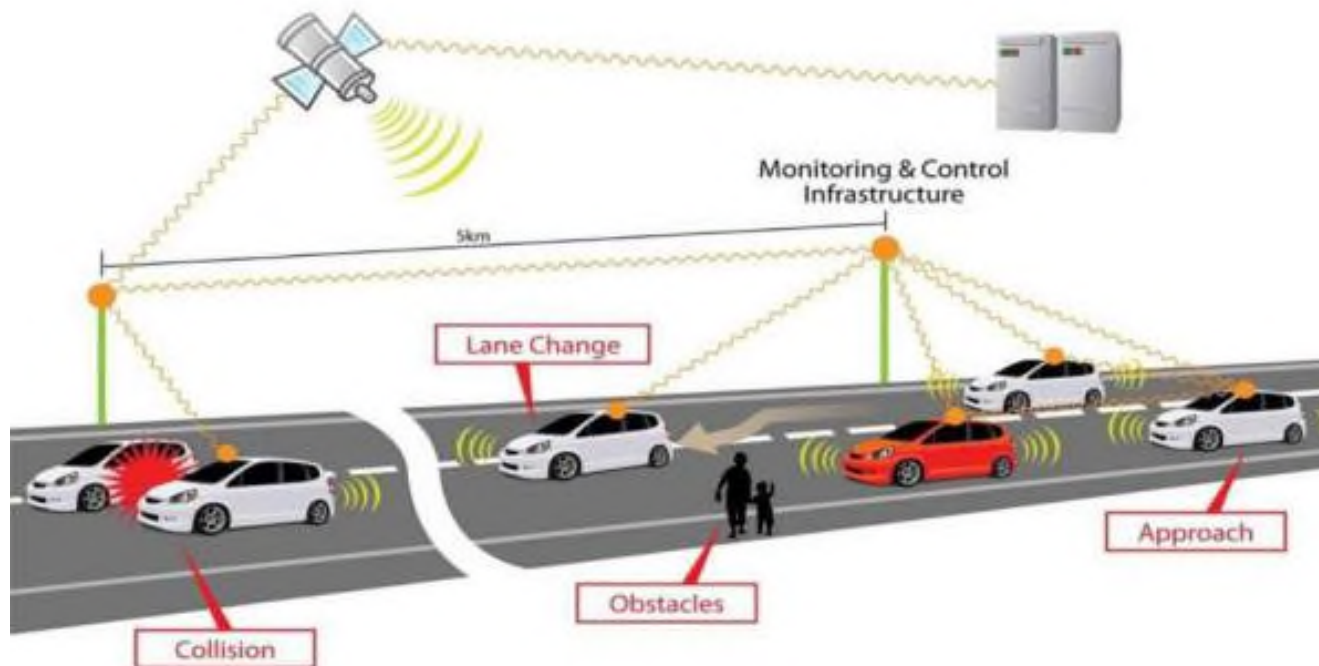 Monitoring & Control
Infrastructure
5km
Lane Change
Approach
Obstacles
Collision